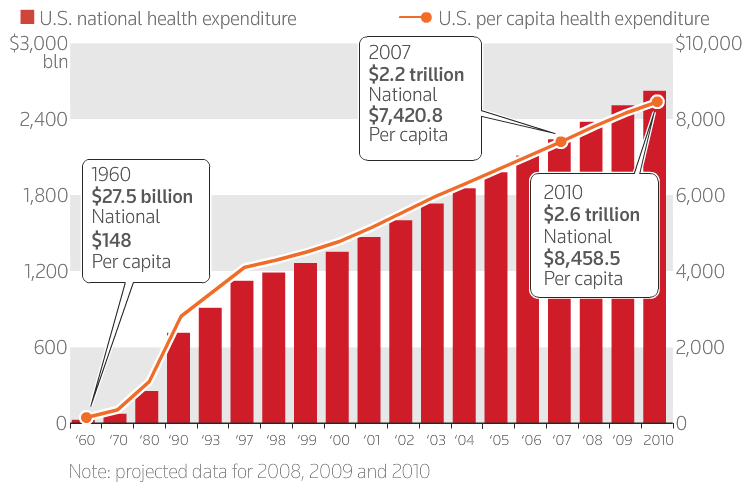 U.S. national health expenditure
U.S. per capita health expenditure
$3,000
bln
2,400
1,800
1,200
600
0
$10,000
8,000
6,000
4,000
2,000
0
1960
$27.5 billion
National
$148
Per capita
2007
$2.2 trillion
National
$7,420.8
Per capita
2010
$2.6 trillion
National
$8,458.5
Per capita
'60 '70 '80 '90 '93 '97 '98 '99 '00 '01 '02 '03 '04 '05 '06 '07 '08 '09 2010
Note: projected data for 2008, 2009 and 2010